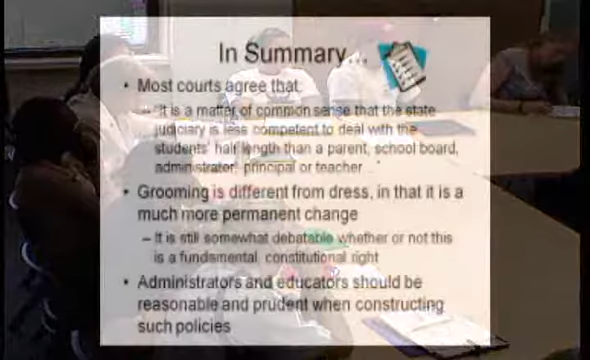 In Summary...
• Most courts agree that:
– "It is a matter of common sense that the state
judiciary is less competent to deal with the
students' hair length than a parent, school board,
administrator, principal or teacher..."
• Grooming is different from dress, in that it is a
much more permanent change
– It is still somewhat debatable whether or not this
is a fundamental, constitutional right
• Administrators and educators should be
reasonable and prudent when constructing
such policies